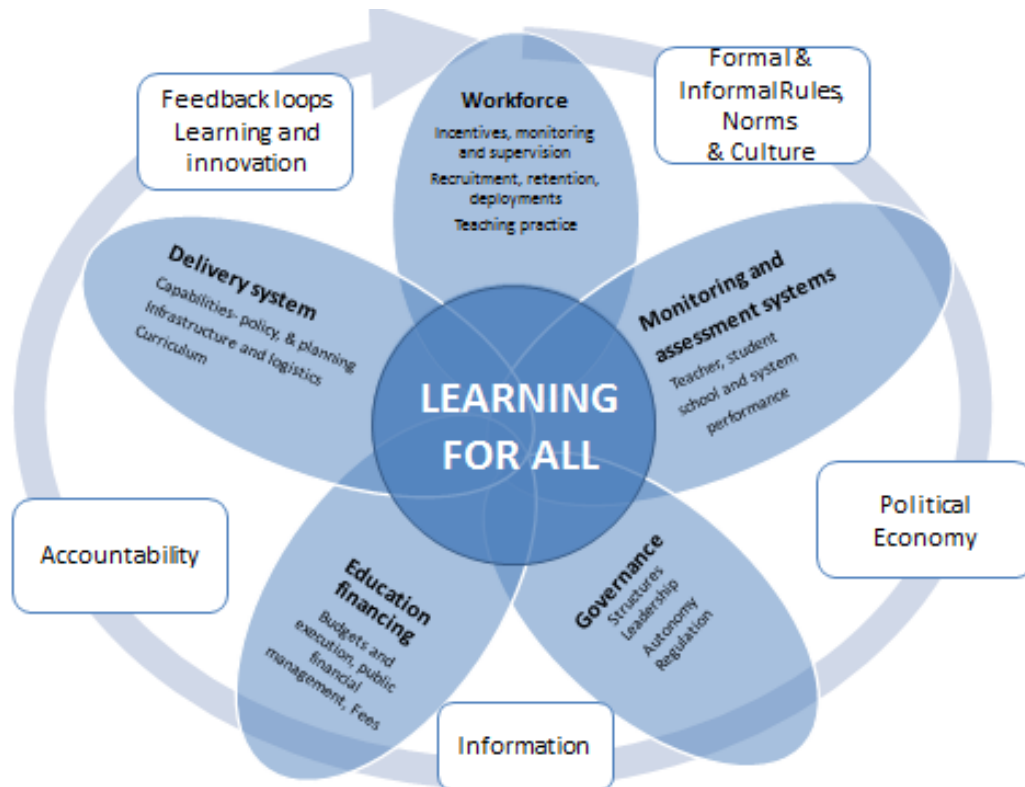 Feedback loops
Learning and
innovation
Workforce
Incentives, monitoring
and supervision
Recruitment, retention,
deployments
Teaching practice
Formal &
Informal Rules,
Norms
& Culture
Delivery system
Capabilities- policy, & planning
Infrastructure and logistics
Curriculum
Monitoring and
assessment systems
Teacher, student
school and system
performance
LEARNING
FOR ALL
Accountability
Political
Economy
Education
financing
Budgets and
execution, public
financial
management, Fees
Governance
Structures
Leadership
Autonomy
Regulation
Information